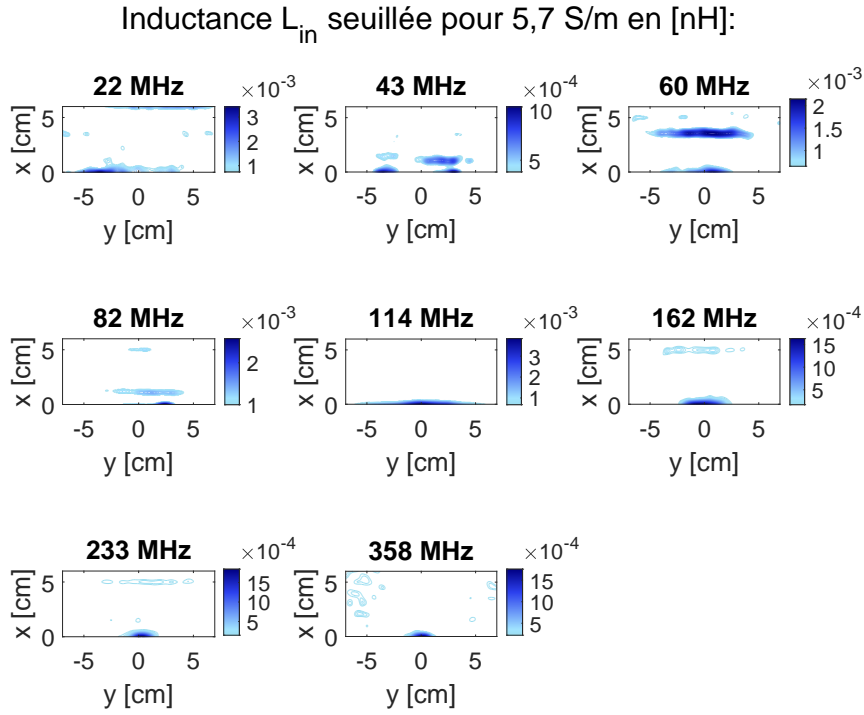 Inductance L_in seuillée pour 5,7 S/m en [nH]:
22 MHz
×10^-3
x [cm]
5
0
-5 0 5
y [cm]
3
2
1
43 MHz
×10^-4
x [cm]
5
0
-5 0 5
y [cm]
10
5
60 MHz
×10^-3
x [cm]
5
0
-5 0 5
y [cm]
2
1.5
1
82 MHz
×10^-3
x [cm]
5
0
-5 0 5
y [cm]
2
1
114 MHz
×10^-3
x [cm]
5
0
-5 0 5
y [cm]
3
2
1
162 MHz
×10^-4
x [cm]
5
0
-5 0 5
y [cm]
15
10
5
233 MHz
×10^-4
x [cm]
5
0
-5 0 5
y [cm]
15
10
5
358 MHz
×10^-4
x [cm]
5
0
-5 0 5
y [cm]
15
10
5